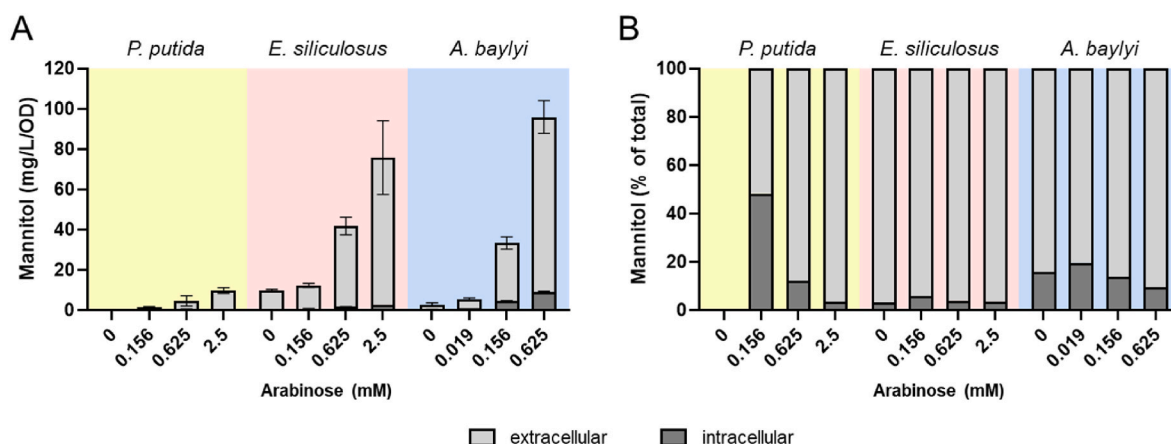 A
P. putida
E. siliculosus
A. baylyi
Mannitol (mg/L/OD)
120
100
80
60
40
20
0
0
0.156
0.625
2.5
0
0.156
0.625
2.5
0
0.019
0.156
0.625
Arabinose (mM)
B
P. putida
E. siliculosus
A. baylyi
Mannitol (% of total)
100
80
60
40
20
0
0
0.156
0.625
2.5
0
0.156
0.625
2.5
0
0.019
0.156
0.625
Arabinose (mM)
extracellular
intracellular